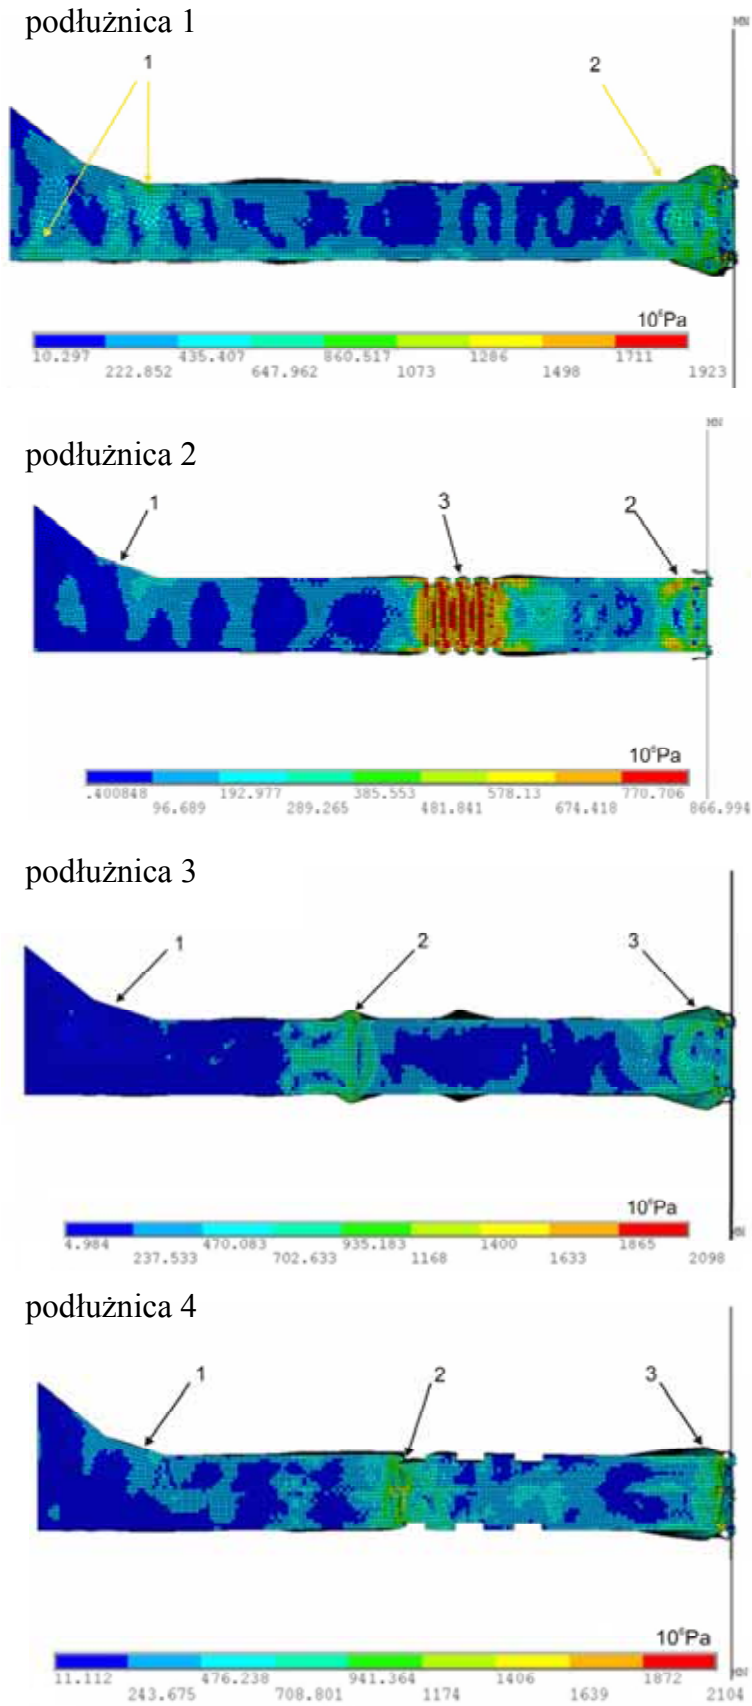 podłużnica 1
1
2
10⁶Pa
10.297 435.407 860.517 1286 1711
222.852 647.962 1073 1498 1923
podłużnica 2
1 3 2
10⁶Pa
.400848 192.977 385.553 578.13 770.706
96.689 289.265 481.841 674.418 866.994
podłużnica 3
1 2 3
10⁶Pa
4.984 470.083 935.183 1400 1865
237.533 702.633 1168 1633 2098
podłużnica 4
1 2 3
10⁶Pa
11.112 476.238 941.364 1406 1872
243.675 708.801 1174 1639 2104